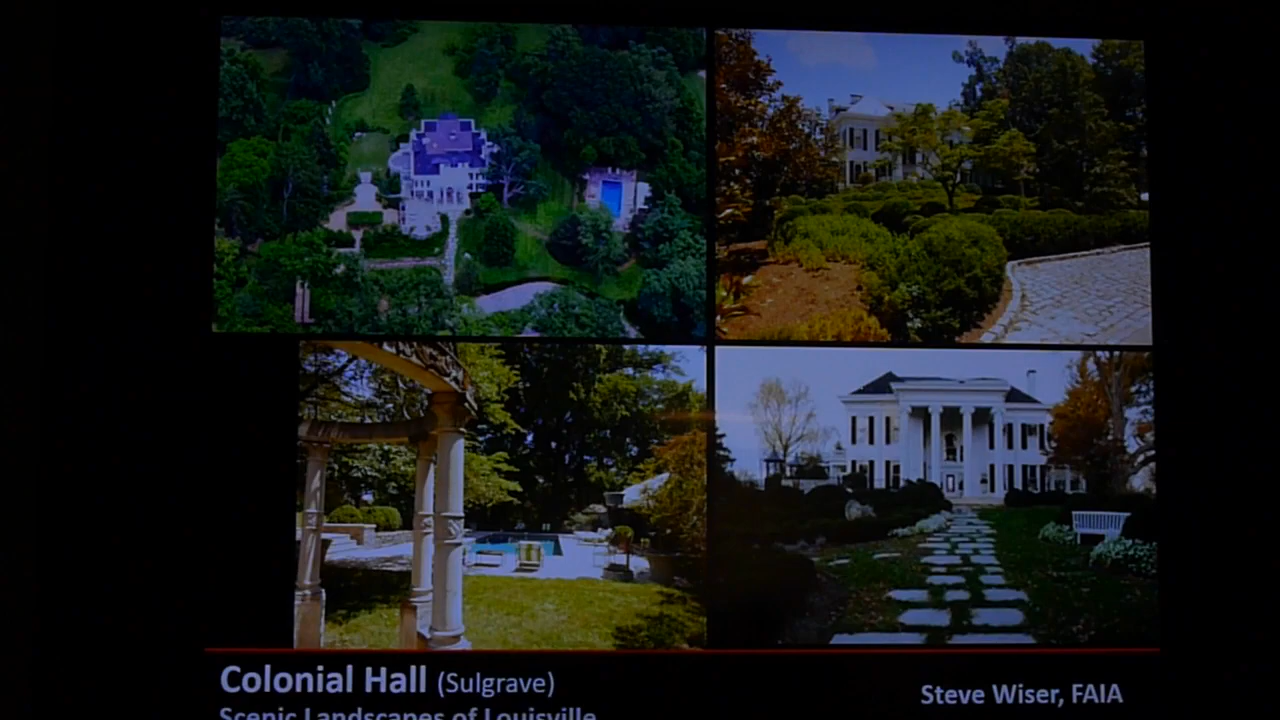 Colonial Hall (Sulgrave)
Steve Wiser, FAIA
Scenic Landscapes of Louisville